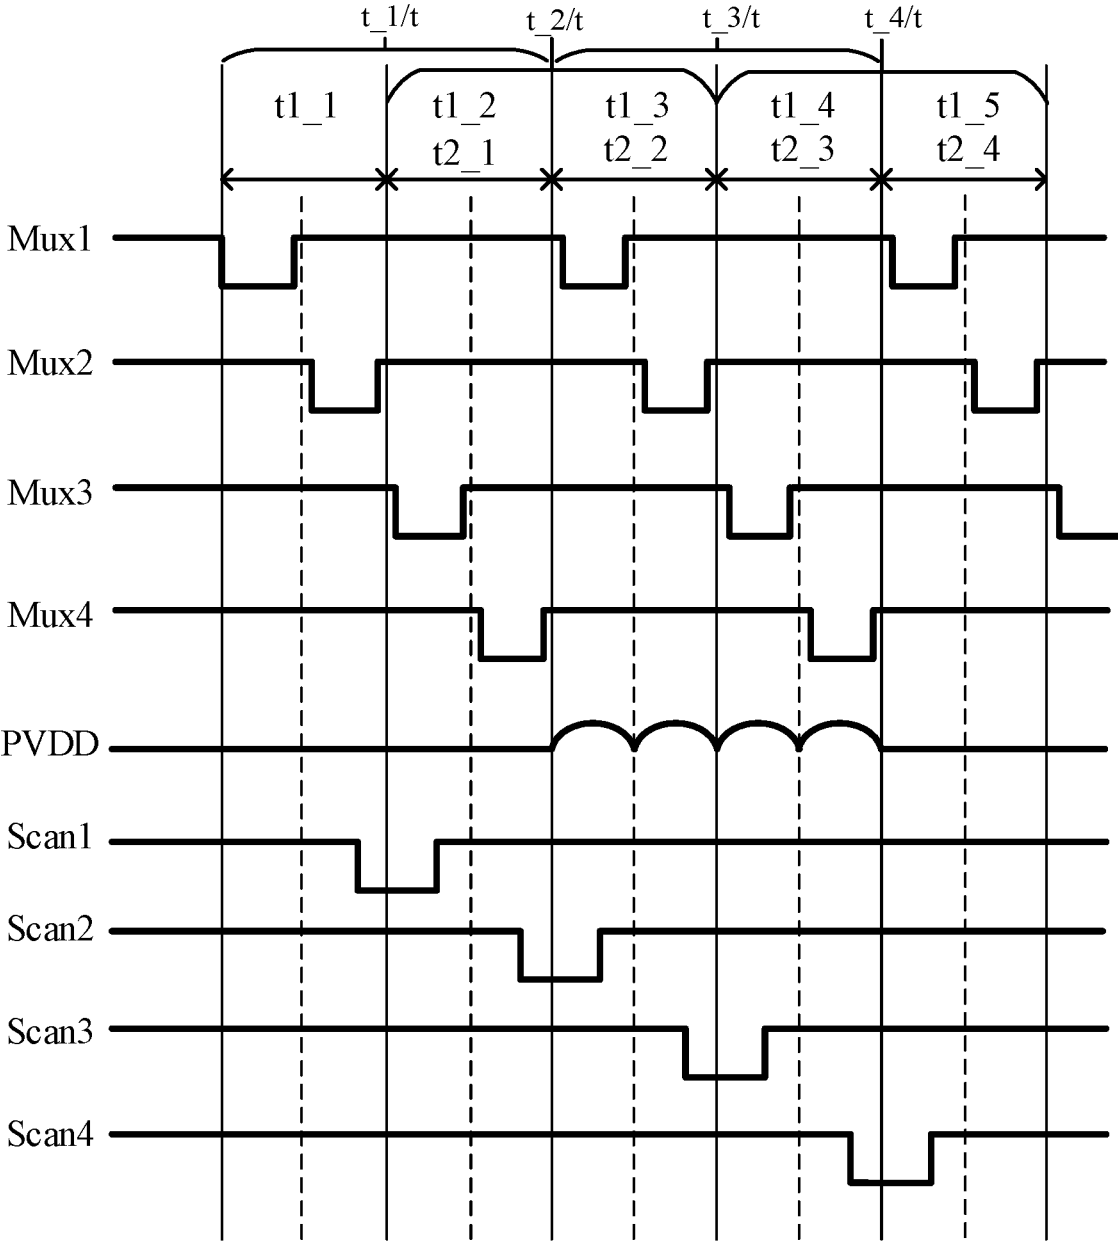 t_1/t t_2/t t_3/t t_4/t
t1_1 t1_2 t1_3 t1_4 t1_5
t2_1 t2_2 t2_3 t2_4
Mux1
Mux2
Mux3
Mux4
PVDD
Scan1
Scan2
Scan3
Scan4